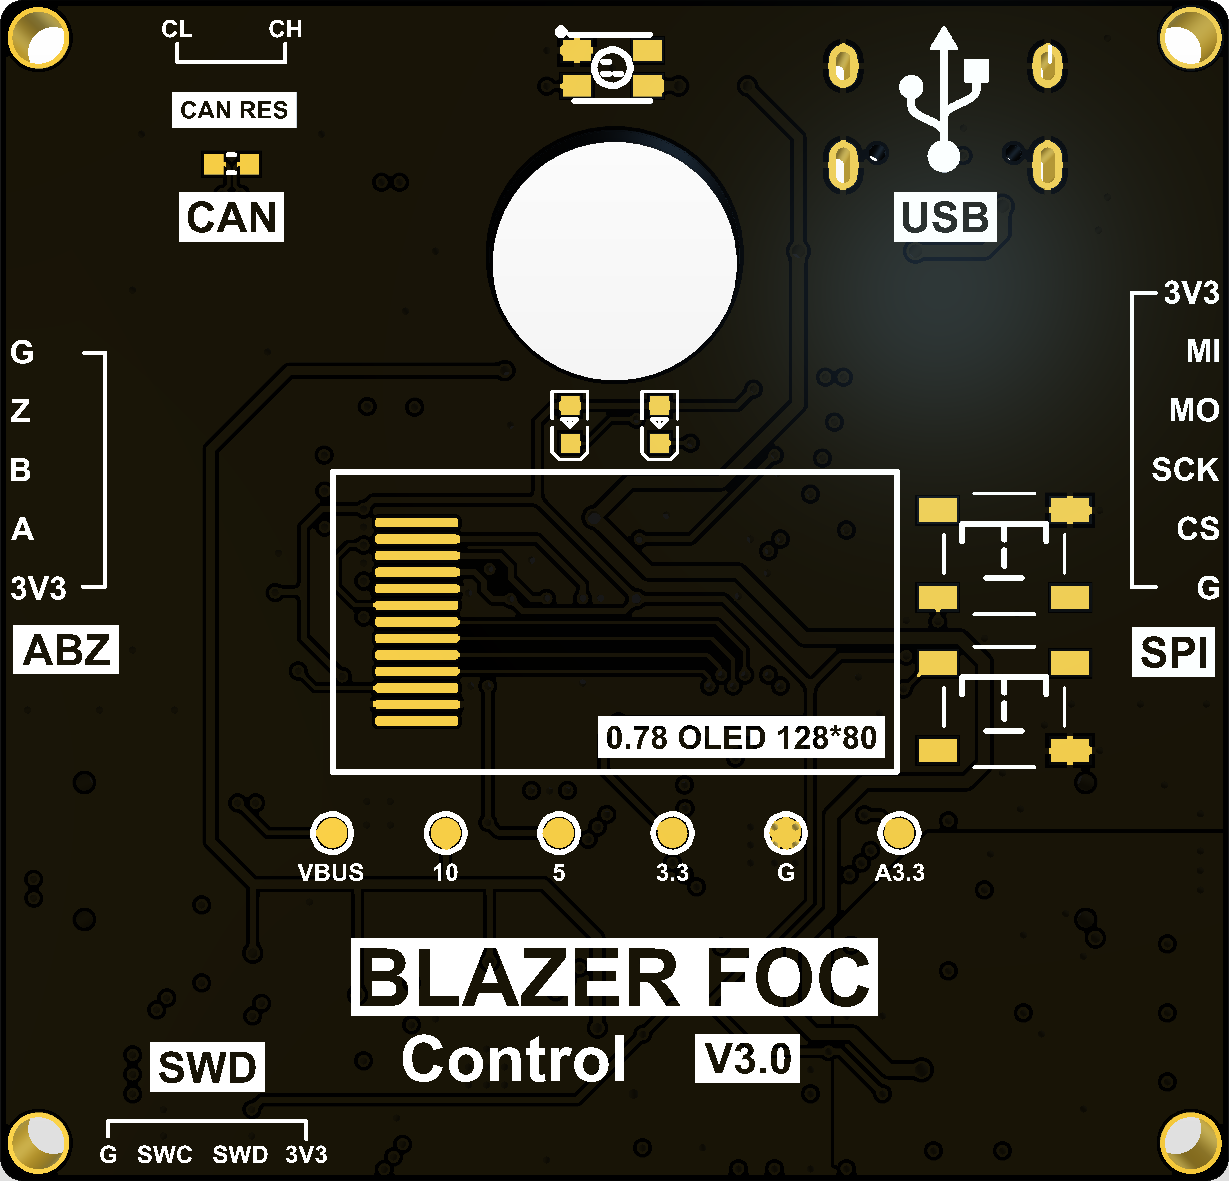 CL CH
CAN RES
CAN
USB
3V3
MI
MO
SCK
CS
G
SPI
G
Z
B
A
3V3
ABZ
0.78 OLED 128*80
VBUS 10 5 3.3 G A3.3
BLAZER FOC
Control V3.0
SWD
G SWC SWD 3V3